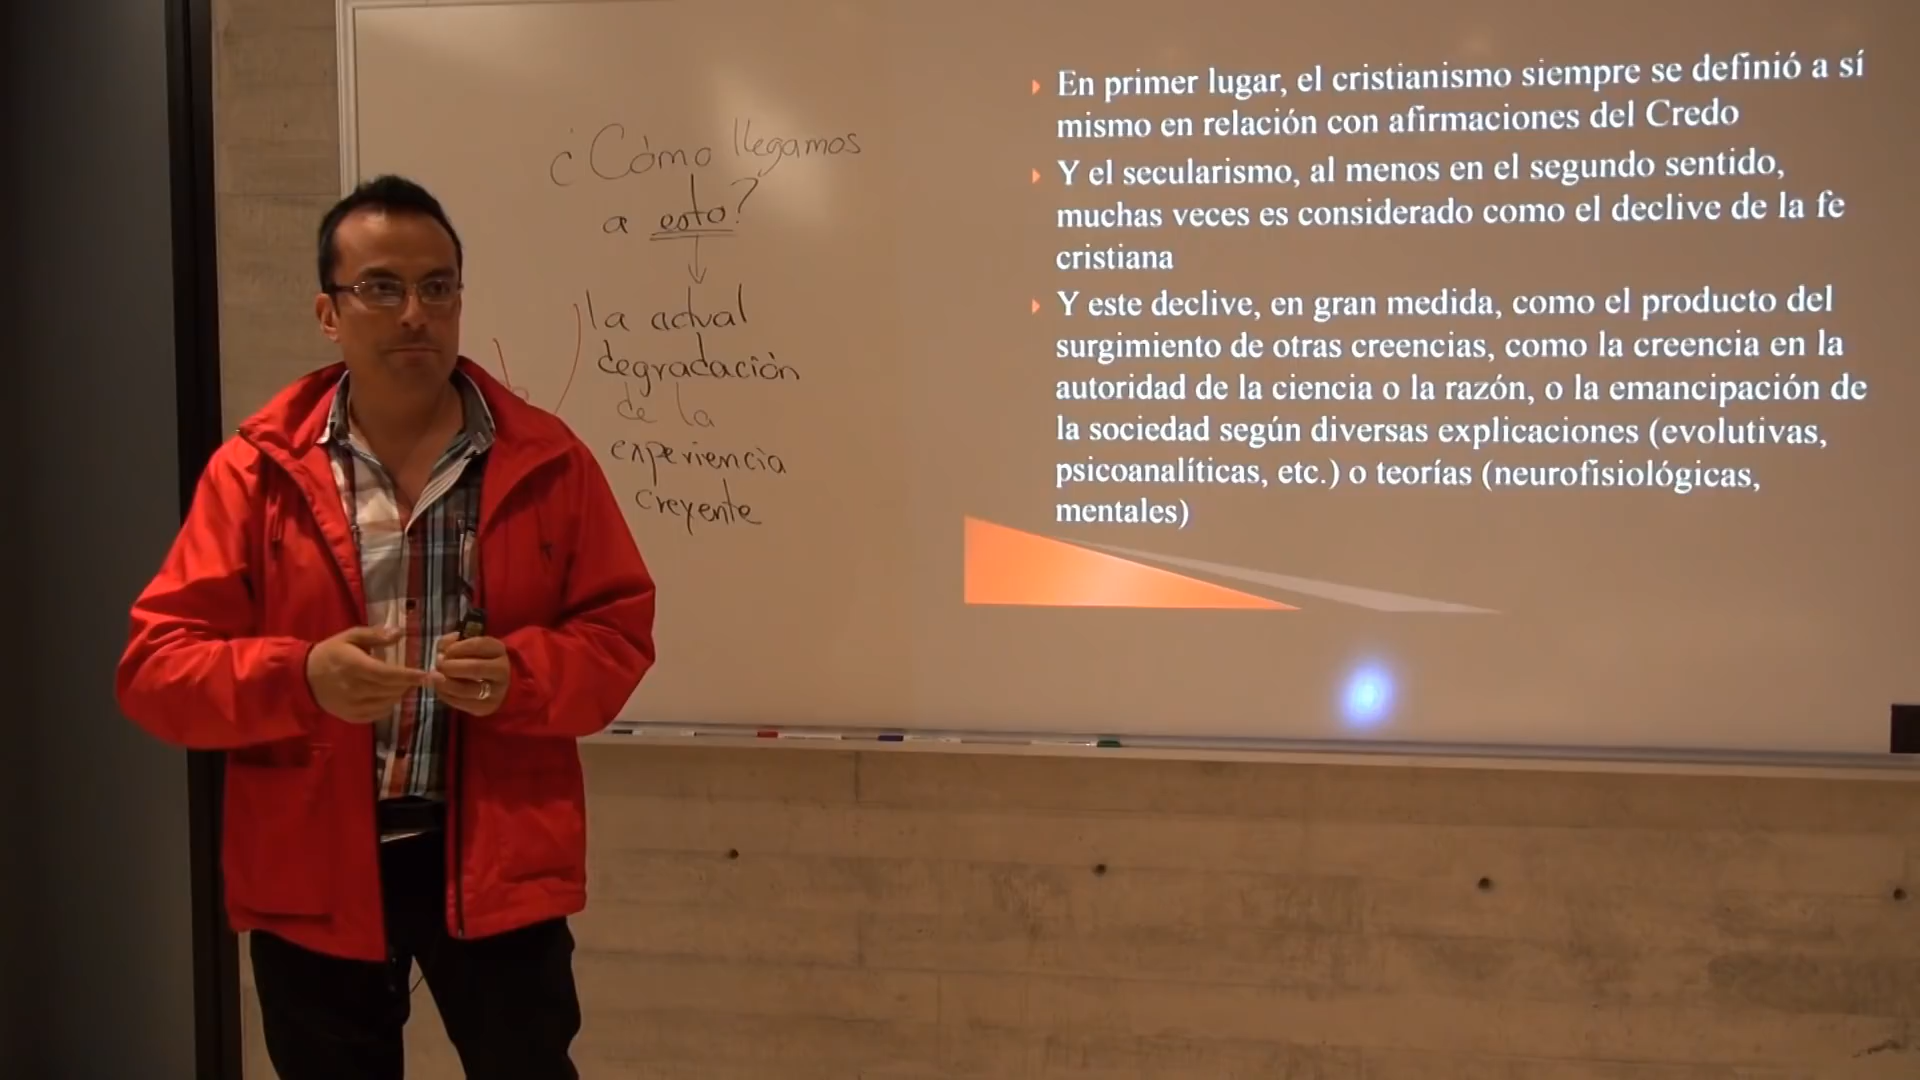 ¿Cómo llegamos
a esto?
la actual
degradación
de la
experiencia
creyente
En primer lugar, el cristianismo siempre se definió a sí
mismo en relación con afirmaciones del Credo
Y el secularismo, al menos en el segundo sentido,
muchas veces es considerado como el declive de la fe
cristiana
Y este declive, en gran medida, como el producto del
surgimiento de otras creencias, como la creencia en la
autoridad de la ciencia o la razón, o la emancipación de
la sociedad según diversas explicaciones (evolutivas,
psicoanalíticas, etc.) o teorías (neurofisiológicas,
mentales)